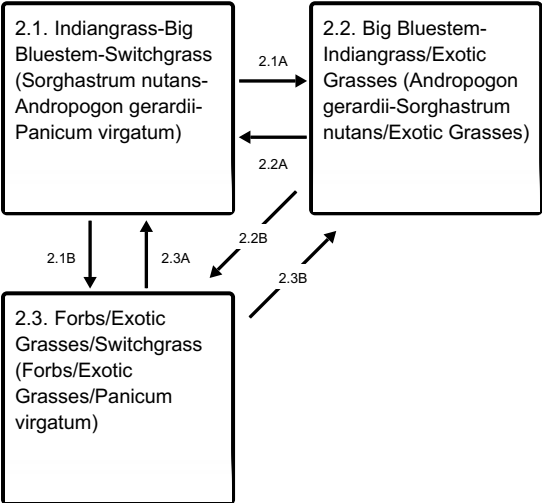 2.1. Indiangrass-Big
Bluestem-Switchgrass
(Sorghastrum nutans-
Andropogon gerardii-
Panicum virgatum)
2.1A
2.2. Big Bluestem-
Indiangrass/Exotic
Grasses (Andropogon
gerardii-Sorghastrum
nutans/Exotic Grasses)
2.2A
2.2B
2.1B
2.3A
2.3B
2.3. Forbs/Exotic
Grasses/Switchgrass
(Forbs/Exotic
Grasses/Panicum
virgatum)